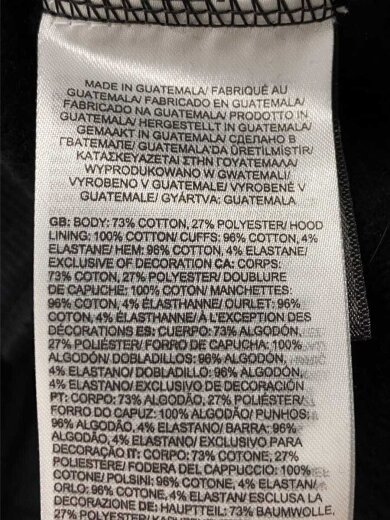 MADE IN GUATEMALA/ FABRIQUÉ AU
GUATEMALA/ FABRICADO EN GUATEMALA/
FABRICADO NA GUATEMALA/ PRODOTTO IN
GUATEMALA/ HERGESTELLT IN GUATEMALA/
GEMAAKT IN GUATEMALA/ СДЕЛАНО В
ГВАТЕМАЛЕ/ GUATEMALA'DA ÜRETİLMİSTİR/
ΚΑΤΑΣΚΕΥΑΖΕΤΑΙ ΣΤΗΝ ΓΟΥΑΤΕΜΑΛΑ/
WYPRODUKOWANO W GWATEMALI/
VYROBENO V GUATEMALE/ VYROBENÉ V
GUATEMALE/ GYÁRTVA: GUATEMALA
GB: BODY: 73% COTTON, 27% POLYESTER/ HOOD
LINING: 100% COTTON/ CUFFS: 96% COTTON, 4%
ELASTANE/ HEM: 96% COTTON, 4% ELASTANE/
EXCLUSIVE OF DECORATION CA: CORPS:
73% COTON, 27% POLYESTER/ DOUBLURE
DE CAPUCHE: 100% COTON/ MANCHETTES:
96% COTON, 4% ÉLASTHANNE/ OURLET: 96%
COTON, 4% ÉLASTHANNE/ À L'EXCEPTION DES
DÉCORATIONS ES: CUERPO: 73% ALGODÓN,
27% POLIÉSTER/ FORRO DE CAPUCHA: 100%
ALGODÓN/ DOBLADILLOS: 96% ALGODÓN,
4% ELASTANO/ DOBLADILLO: 96% ALGODÓN,
4% ELASTANO/ EXCLUSIVO DE DECORACIÓN
PT: CORPO: 73% ALGODÃO, 27% POLIÉSTER/
FORRO DO CAPUZ: 100% ALGODÃO/ PUNHOS:
96% ALGODÃO, 4% ELASTANO/ BARRA: 96%
ALGODÃO, 4% ELASTANO/ EXCLUSIVO PARA
DECORAÇÃO IT: CORPO: 73% COTONE, 27%
POLIESTERE/ FODERA DEL CAPPUCCIO: 100%
COTONE/ POLSINI: 96% COTONE, 4% ELASTAN/
ORLO: 96% COTONE, 4% ELASTAN/ ESCLUSA LA
DECORAZIONE DE: HAUPTTEIL: 73% BAUMWOLLE,
27% POLYESTER/